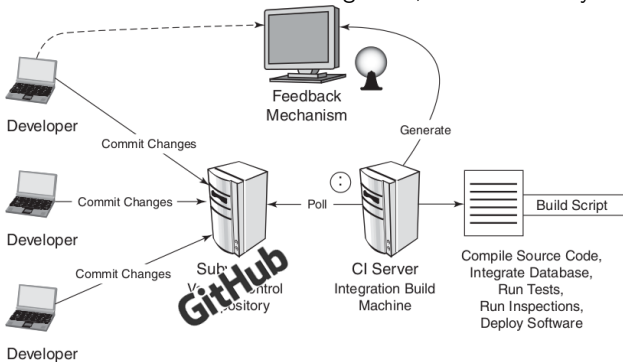 Feedback
Mechanism
Developer
Commit Changes
Generate
Developer
Commit Changes
Poll
Build Script
Developer
Commit Changes
GitHub
CI Server
Integration Build
Machine
Compile Source Code,
Integrate Database,
Run Tests,
Run Inspections,
Deploy Software